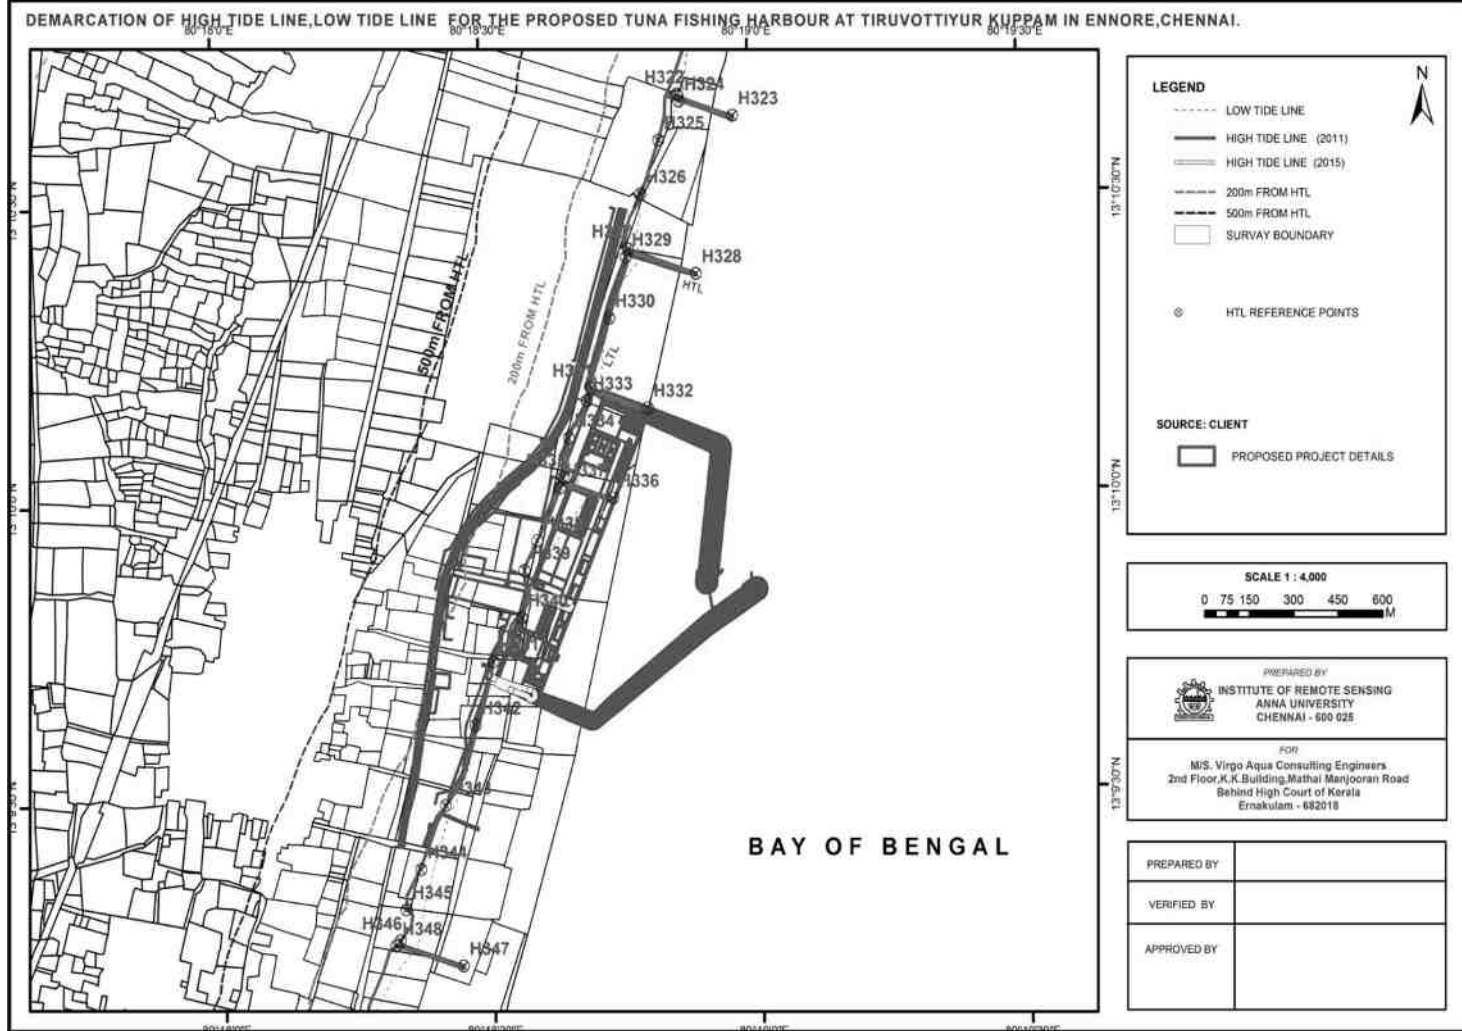 DEMARCATION OF HIGH TIDE LINE,LOW TIDE LINE FOR THE PROPOSED TUNA FISHING HARBOUR AT TIRUVOTTIYUR KUPPAM IN ENNORE,CHENNAI.
80°18'0"E
80°18'30"E
80°19'0"E
80°19'30"E
H322
H324
H323
H325
H326
H329
H328
HTL
H330
LTL
H333
H332
H336
H342
H344
H345
H346
H348
H347
500m FROM HTL
200m FROM HTL
BAY OF BENGAL
13°10'30"N
13°10'0"N
13°9'30"N
LEGEND
N
LOW TIDE LINE
HIGH TIDE LINE (2011)
HIGH TIDE LINE (2015)
200m FROM HTL
500m FROM HTL
SURVAY BOUNDARY
HTL REFERENCE POINTS
SOURCE: CLIENT
PROPOSED PROJECT DETAILS
SCALE 1 : 4,000
0 75 150 300 450 600
M
PREPARED BY
INSTITUTE OF REMOTE SENSING
ANNA UNIVERSITY
CHENNAI - 600 025
FOR
M/S. Virgo Aqua Consulting Engineers
2nd Floor,K.K.Building,Mathai Manjooran Road
Behind High Court of Kerala
Ernakulam - 682018
PREPARED BY
VERIFIED BY
APPROVED BY